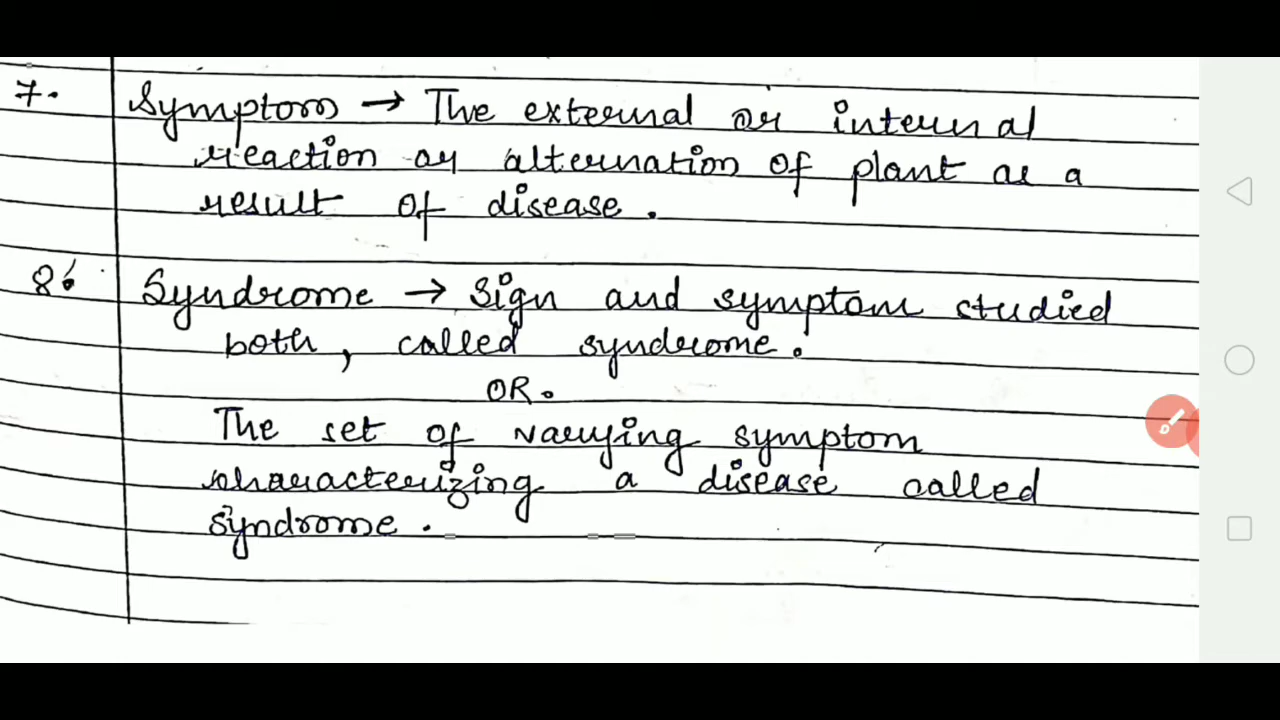 7. Symptom → The external or internal
reaction or alternation of plant as a
result of disease.
8. Syndrome → Sign and symptom studied
both, called syndrome.
OR.
The set of varying symptom
characterizing a disease called
syndrome.